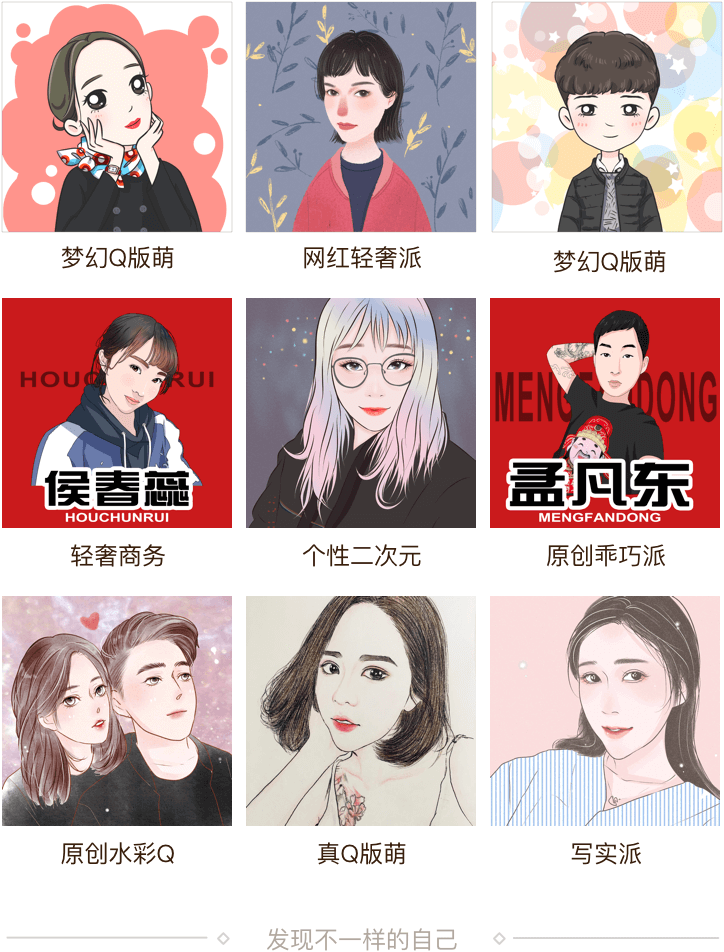 梦幻Q版萌
网红轻奢派
梦幻Q版萌
HOUCHUNRUI
侯春蕊
HOUCHUNRUI
MENGFANDONG
孟凡东
MENGFANDONG
轻奢商务
个性二次元
原创乖巧派
原创水彩Q
真Q版萌
写实派
发现不一样的自己